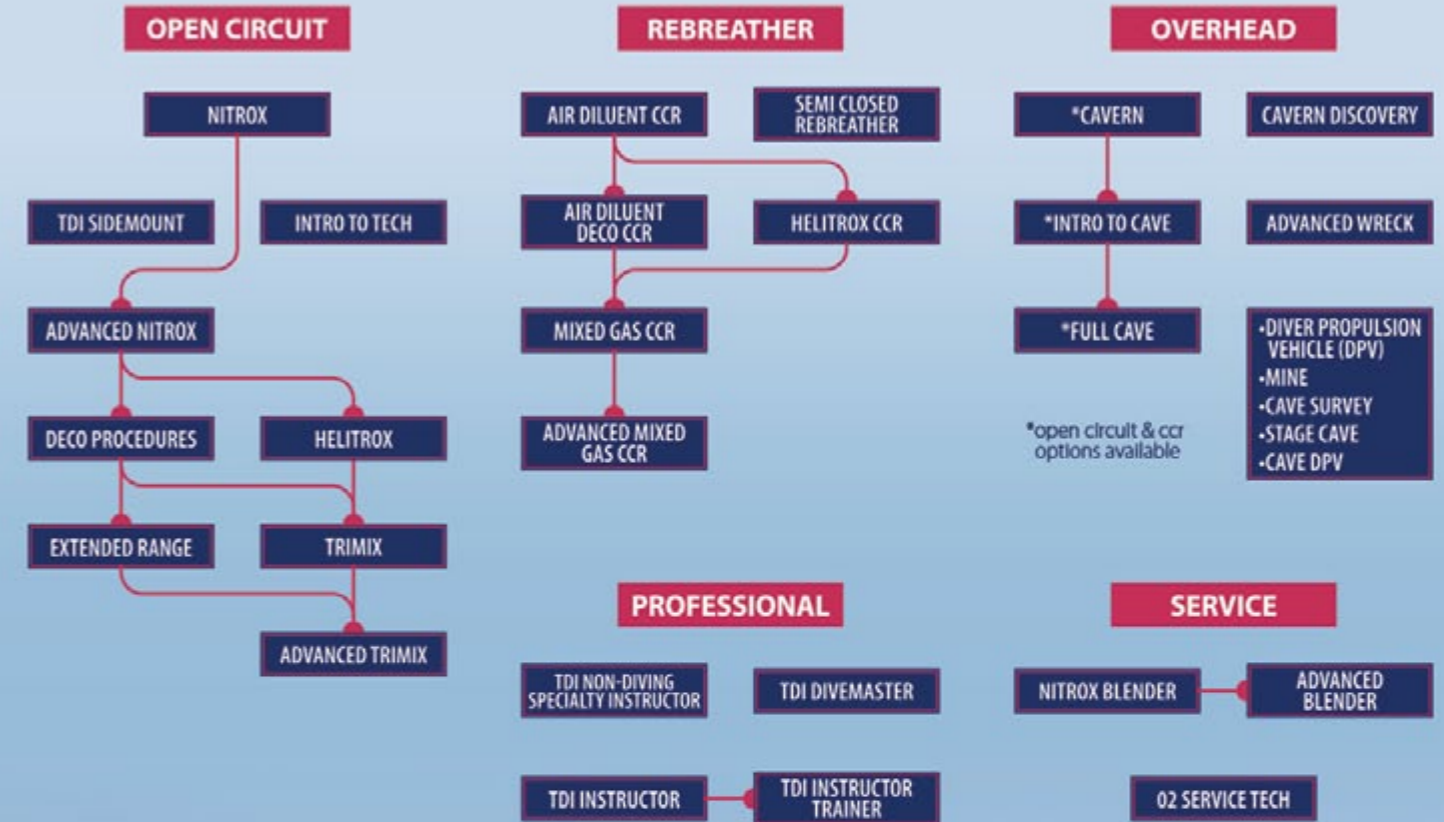 OPEN CIRCUIT
NITROX
TDI SIDEMOUNT
INTRO TO TECH
ADVANCED NITROX
DECO PROCEDURES
HELITROX
EXTENDED RANGE
TRIMIX
ADVANCED TRIMIX
REBREATHER
AIR DILUENT CCR
SEMI CLOSED
REBREATHER
AIR DILUENT
DECO CCR
HELITROX CCR
MIXED GAS CCR
ADVANCED MIXED
GAS CCR
OVERHEAD
*CAVERN
CAVERN DISCOVERY
*INTRO TO CAVE
ADVANCED WRECK
*FULL CAVE
•DIVER PROPULSION
VEHICLE (DPV)
•MINE
•CAVE SURVEY
•STAGE CAVE
•CAVE DPV
*open circuit & ccr
options available
PROFESSIONAL
TDI NON-DIVING
SPECIALTY INSTRUCTOR
TDI DIVEMASTER
TDI INSTRUCTOR
TDI INSTRUCTOR
TRAINER
SERVICE
NITROX BLENDER
ADVANCED
BLENDER
02 SERVICE TECH